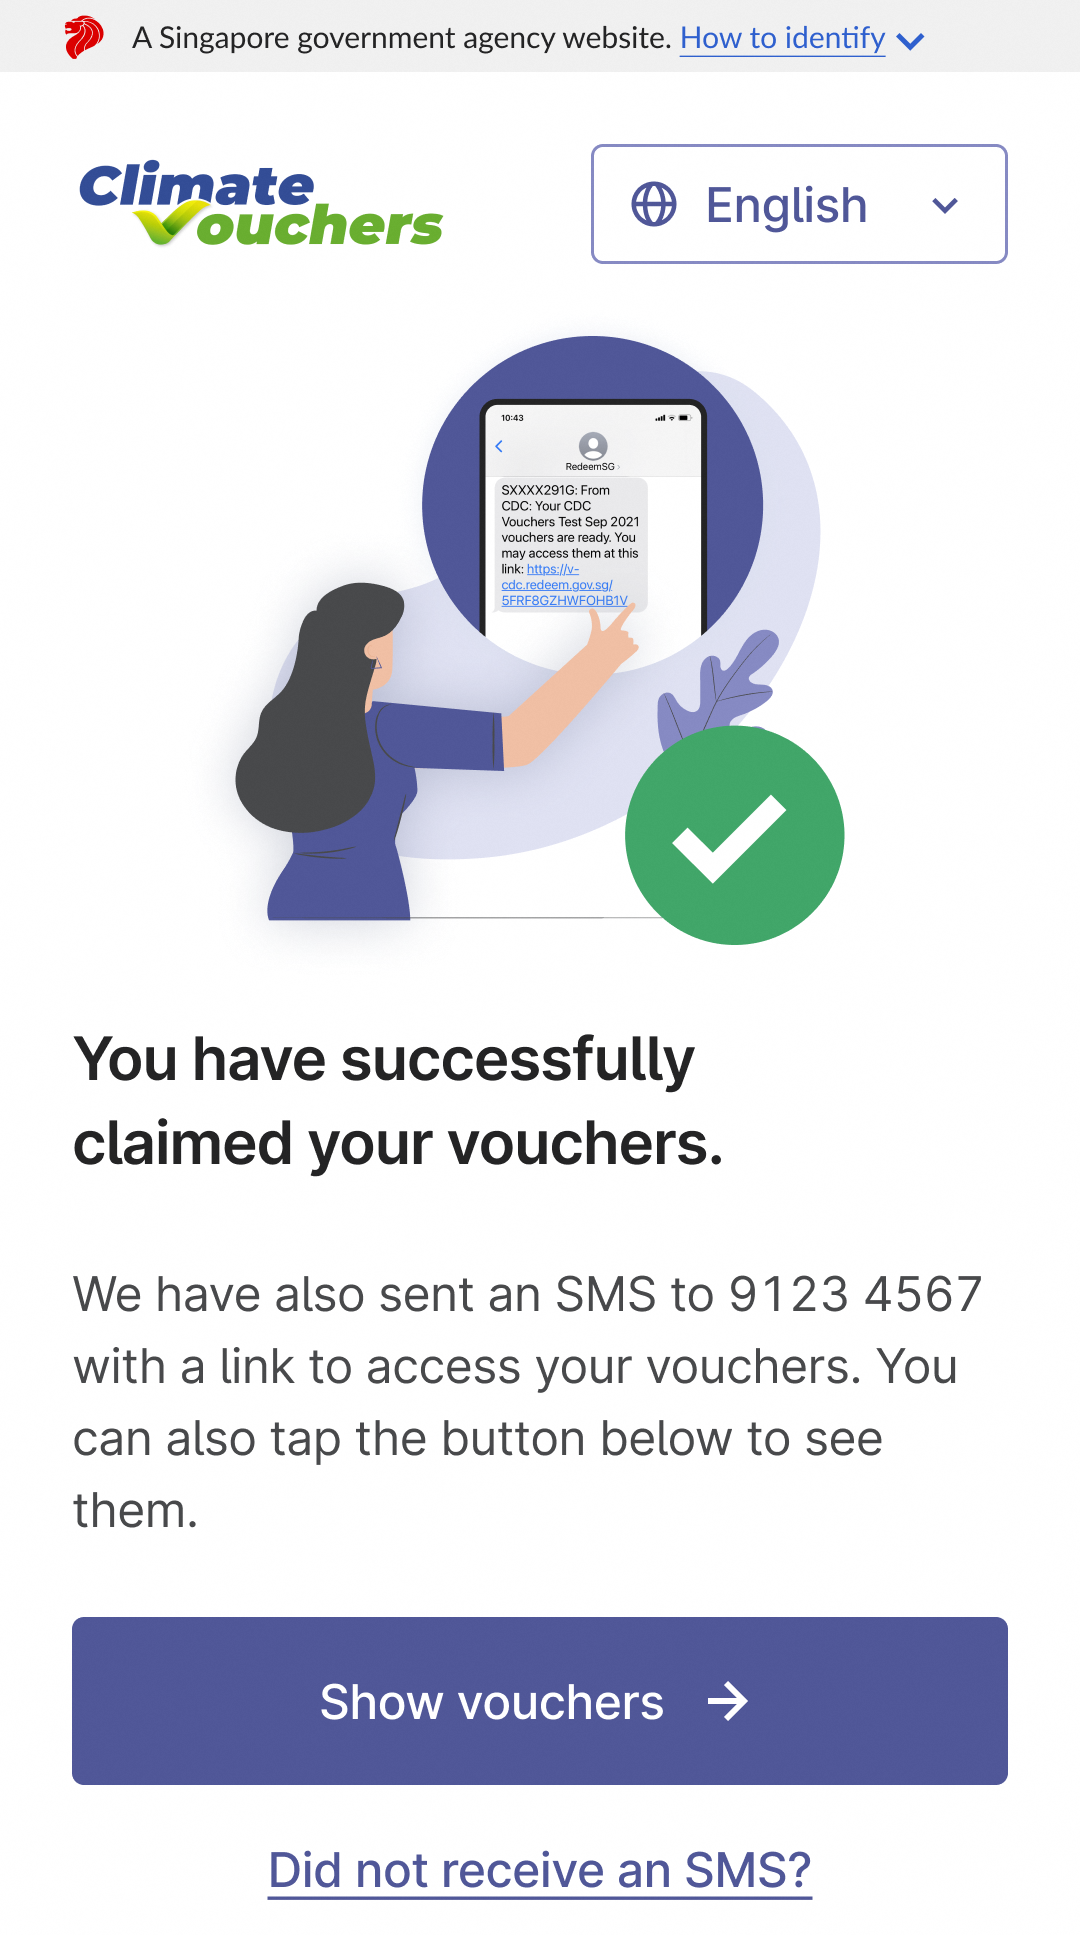 A Singapore government agency website. How to identify
Climate
Vouchers
English
10:43
RedeemSG
SXXXX291G: From
CDC: Your CDC
Vouchers Test Sep 2021
vouchers are ready. You
may access them at this
link: https://v-
cdc.redeem.gov.sg/
5FRF8GZHWFOHB1V
You have successfully
claimed your vouchers.
We have also sent an SMS to 9123 4567
with a link to access your vouchers. You
can also tap the button below to see
them.
Show vouchers
Did not receive an SMS?